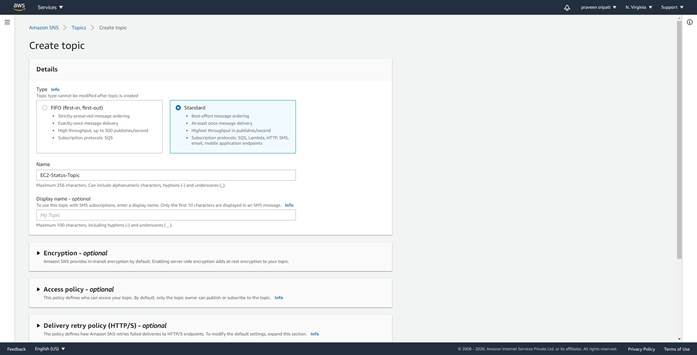 aws Services praveen sripati N. Virginia Support
Amazon SNS > Topics > Create topic
Create topic
Details
Type Info
Topic type cannot be modified after topic is created
FIFO (first-in, first-out)
• Strictly-preserved message ordering
• Exactly-once message delivery
• High throughput, up to 300 publishes/second
• Subscription protocols: SQS
Standard
• Best-effort message ordering
• At-least once message delivery
• Highest throughput in publishes/second
• Subscription protocols: SQS, Lambda, HTTP, SMS,
email, mobile application endpoints
Name
EC2-Status-Topic
Maximum 256 characters. Can include alphanumeric characters, hyphens (-) and underscores (_).
Display name - optional
To use this topic with SMS subscriptions, enter a display name. Only the first 10 characters are displayed in an SMS message. Info
My Topic
Maximum 100 characters, including hyphens (-) and underscores (_).
Encryption - optional
Amazon SNS provides in-transit encryption by default. Enabling server-side encryption adds at-rest encryption to your topic.
Access policy - optional
This policy defines who can access your topic. By default, only the topic owner can publish or subscribe to the topic. Info
Delivery retry policy (HTTP/S) - optional
The policy defines how Amazon SNS retries failed deliveries to HTTP/S endpoints. To modify the default settings, expand this section. Info
Feedback English (US) © 2008 - 2020, Amazon Internet Services Private Ltd. or its affiliates. All rights reserved. Privacy Policy Terms of Use